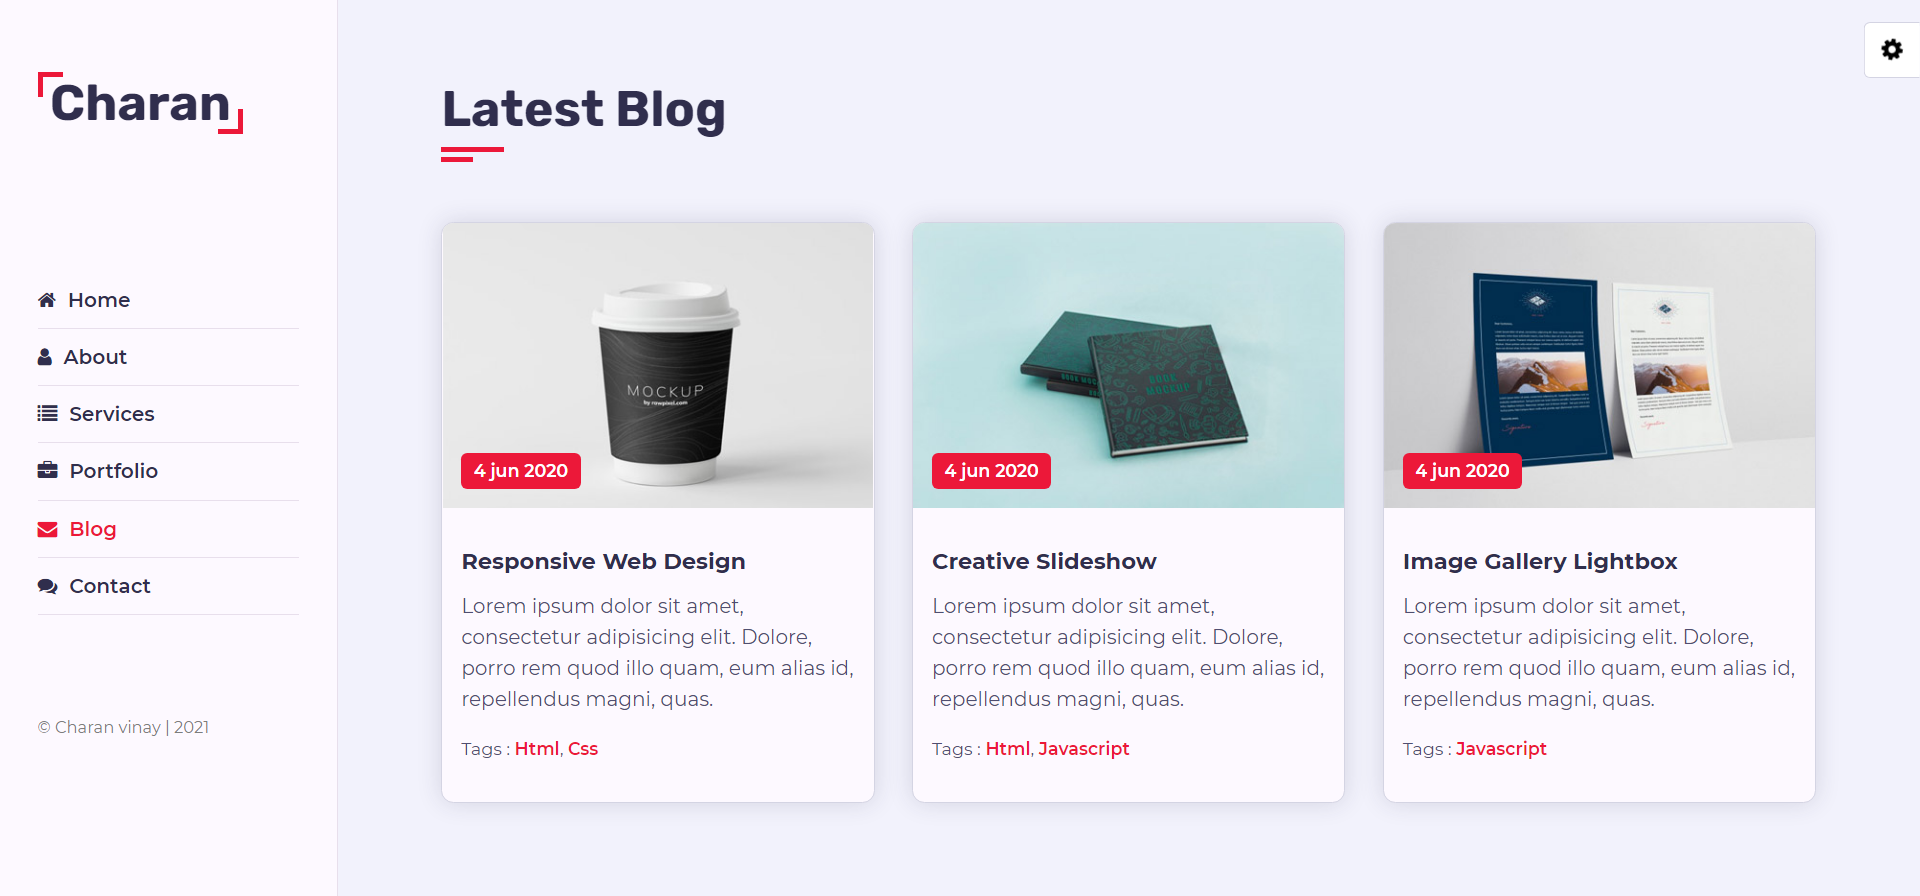 Charan
Home
About
Services
Portfolio
Blog
Contact
© Charan vinay | 2021
Latest Blog
MOCKUP
by rawpixel.com
4 jun 2020
Responsive Web Design
Lorem ipsum dolor sit amet,
consectetur adipisicing elit. Dolore,
porro rem quod illo quam, eum alias id,
repellendus magni, quas.
Tags : Html, Css
BOOK
MOCKUP
4 jun 2020
Creative Slideshow
Lorem ipsum dolor sit amet,
consectetur adipisicing elit. Dolore,
porro rem quod illo quam, eum alias id,
repellendus magni, quas.
Tags : Html, Javascript
4 jun 2020
Image Gallery Lightbox
Lorem ipsum dolor sit amet,
consectetur adipisicing elit. Dolore,
porro rem quod illo quam, eum alias id,
repellendus magni, quas.
Tags : Javascript